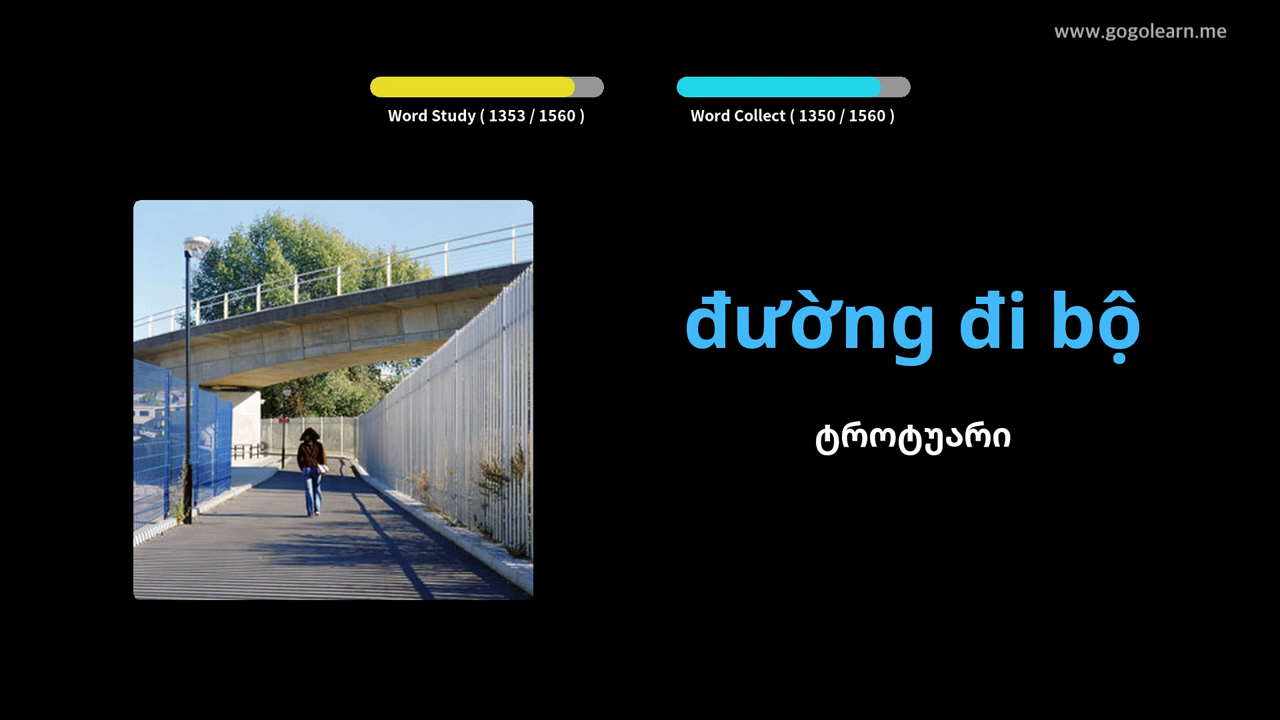 www.gogolearn.me
Word Study ( 1353 / 1560 )
Word Collect ( 1350 / 1560 )
đường đi bộ
ტროტუარი